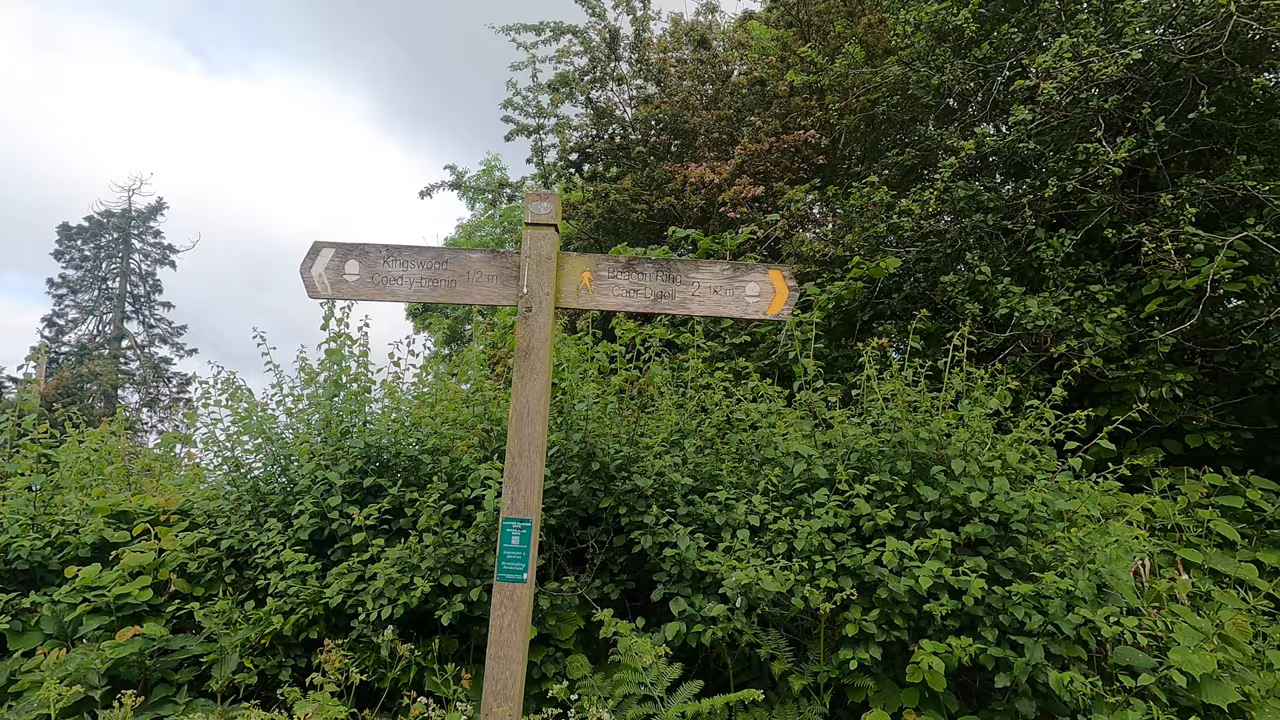 Kingswood
Coed-y-brenin 1/2 m
Beacon Ring
Caer Digoll 2 1/2 m